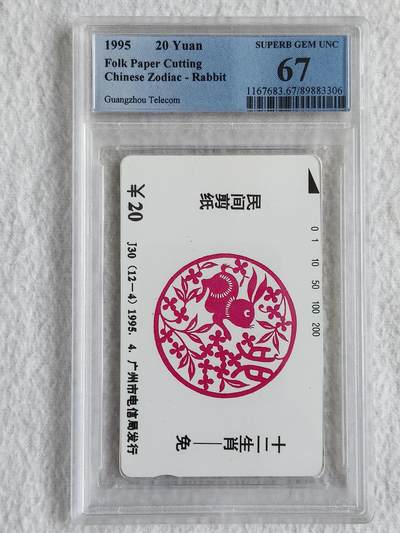 1995 20 Yuan
Folk Paper Cutting
Chinese Zodiac - Rabbit
Guangzhou Telecom
SUPERB GEM UNC
67
1167683.67/89883306
民间剪纸
0 1 10 50 100 200
¥20
J30 (12—4) 1995. 4. 广州市电信局发行
十二生肖——兔